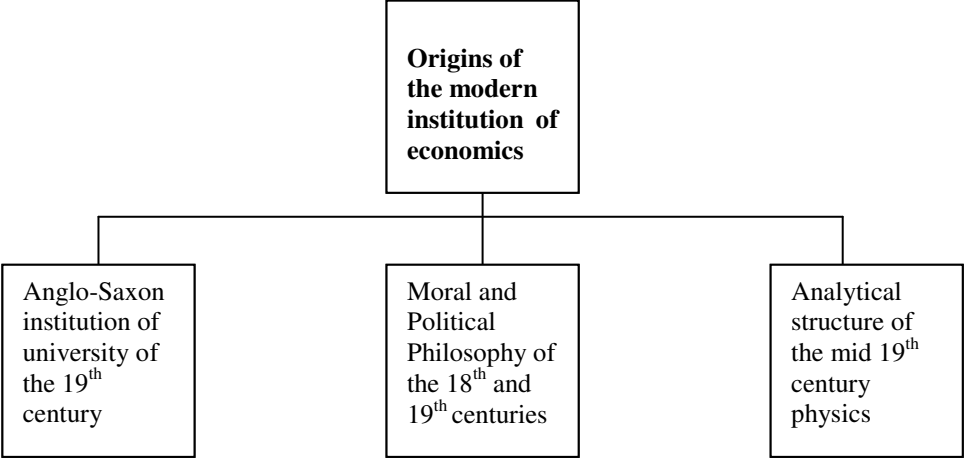 Origins of
the modern
institution of
economics
Anglo-Saxon
institution of
university of
the 19th
century
Moral and
Political
Philosophy of
the 18th and
19th centuries
Analytical
structure of
the mid 19th
century
physics